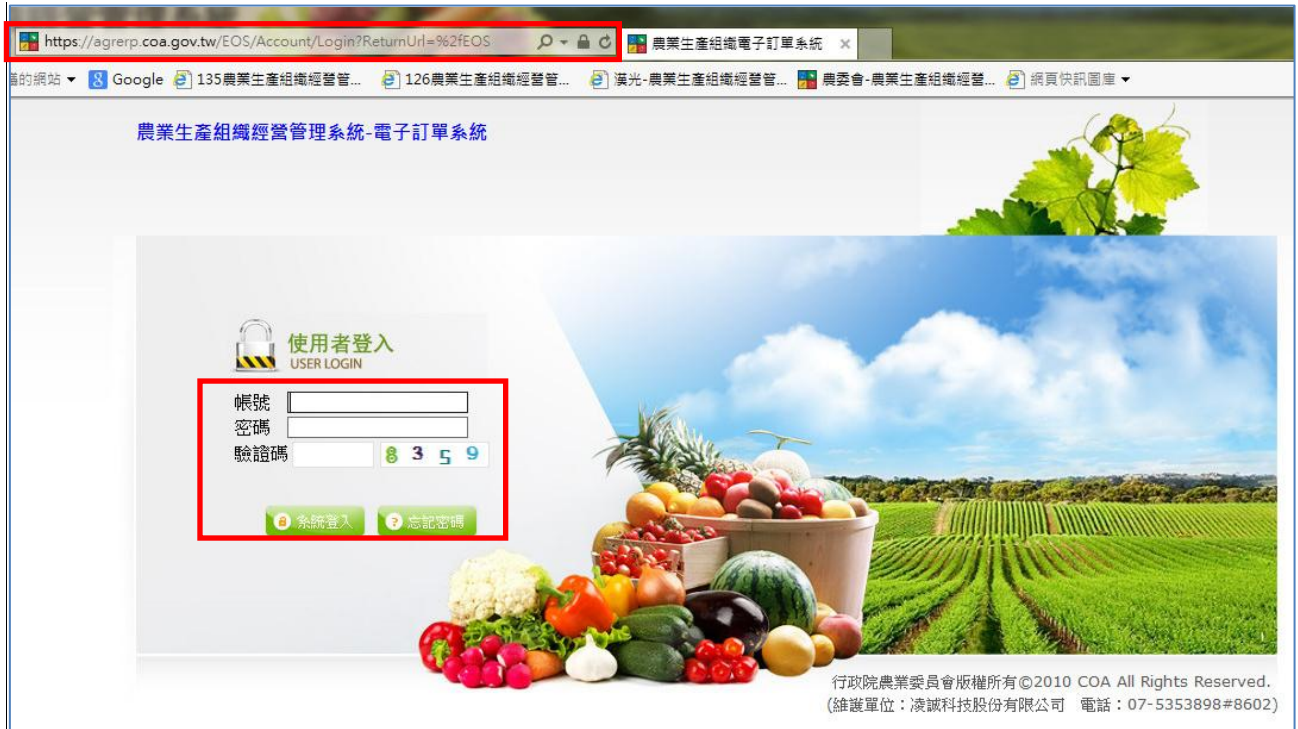 https://agrerp.coa.gov.tw/EOS/Account/Login?ReturnUrl=%2fEOS
農業生產組織電子訂單系統
的網站
Google
135農業生產組織經營管...
126農業生產組織經營管...
漢光-農業生產組織經營管...
農委會-農業生產組織經營...
網頁快訊圖庫
農業生產組織經營管理系統-電子訂單系統
使用者登入
USER LOGIN
帳號
密碼
驗證碼
8 3 5 9
系統登入
忘記密碼
行政院農業委員會版權所有©2010 COA All Rights Reserved.
(維護單位：凌誠科技股份有限公司 電話：07-5353898#8602)